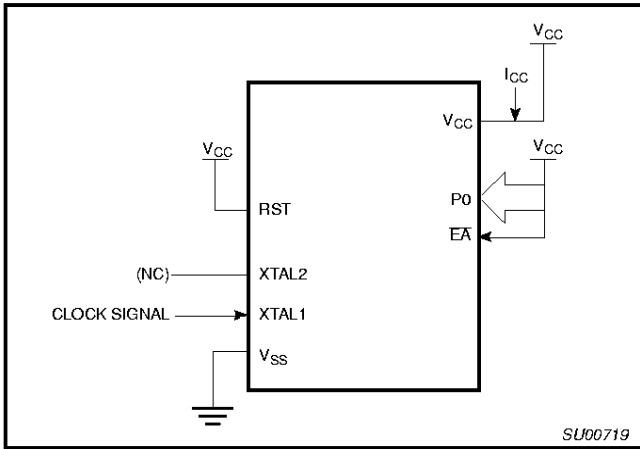 VCC
ICC
VCC
VCC
VCC
P0
RST
EA
(NC)
XTAL2
CLOCK SIGNAL
XTAL1
VSS
SU00719